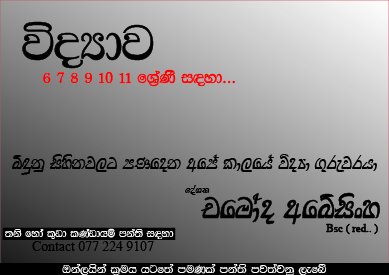 විද්‍යාව
6 7 8 9 10 11 ශ්‍රේණී සඳහා...
බිඳුනු සිහිනවලට පණදෙන අපේ කාලයේ විද්‍යා ගුරුවරයා
දේශක
චමෝද අබේසිංහ
Bsc ( red.. )
තනි හෝ කුඩා කණ්ඩායම් පන්ති සඳහා
Contact 077 224 9107
ඔන්ලයින් ක්‍රමය යටතේ පමණක් පන්ති පවත්වනු ලැබේ